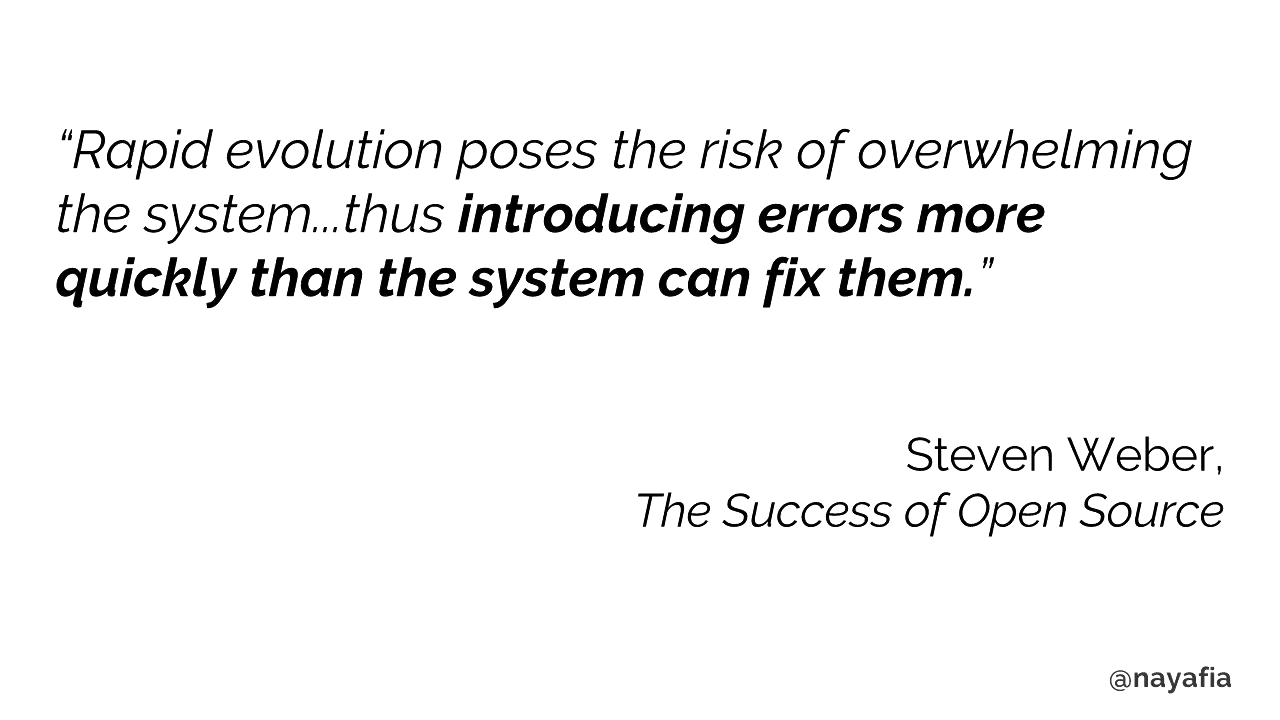 “Rapid evolution poses the risk of overwhelming
the system...thus introducing errors more
quickly than the system can fix them.”
Steven Weber,
The Success of Open Source
@nayafia